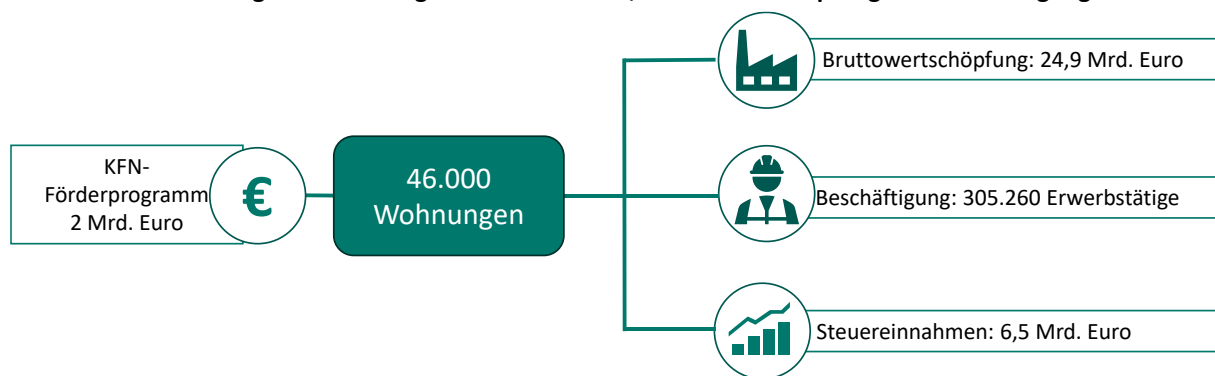 KFN-
Förderprogramm
2 Mrd. Euro
€
46.000
Wohnungen
Bruttowertschöpfung: 24,9 Mrd. Euro
Beschäftigung: 305.260 Erwerbstätige
Steuereinnahmen: 6,5 Mrd. Euro